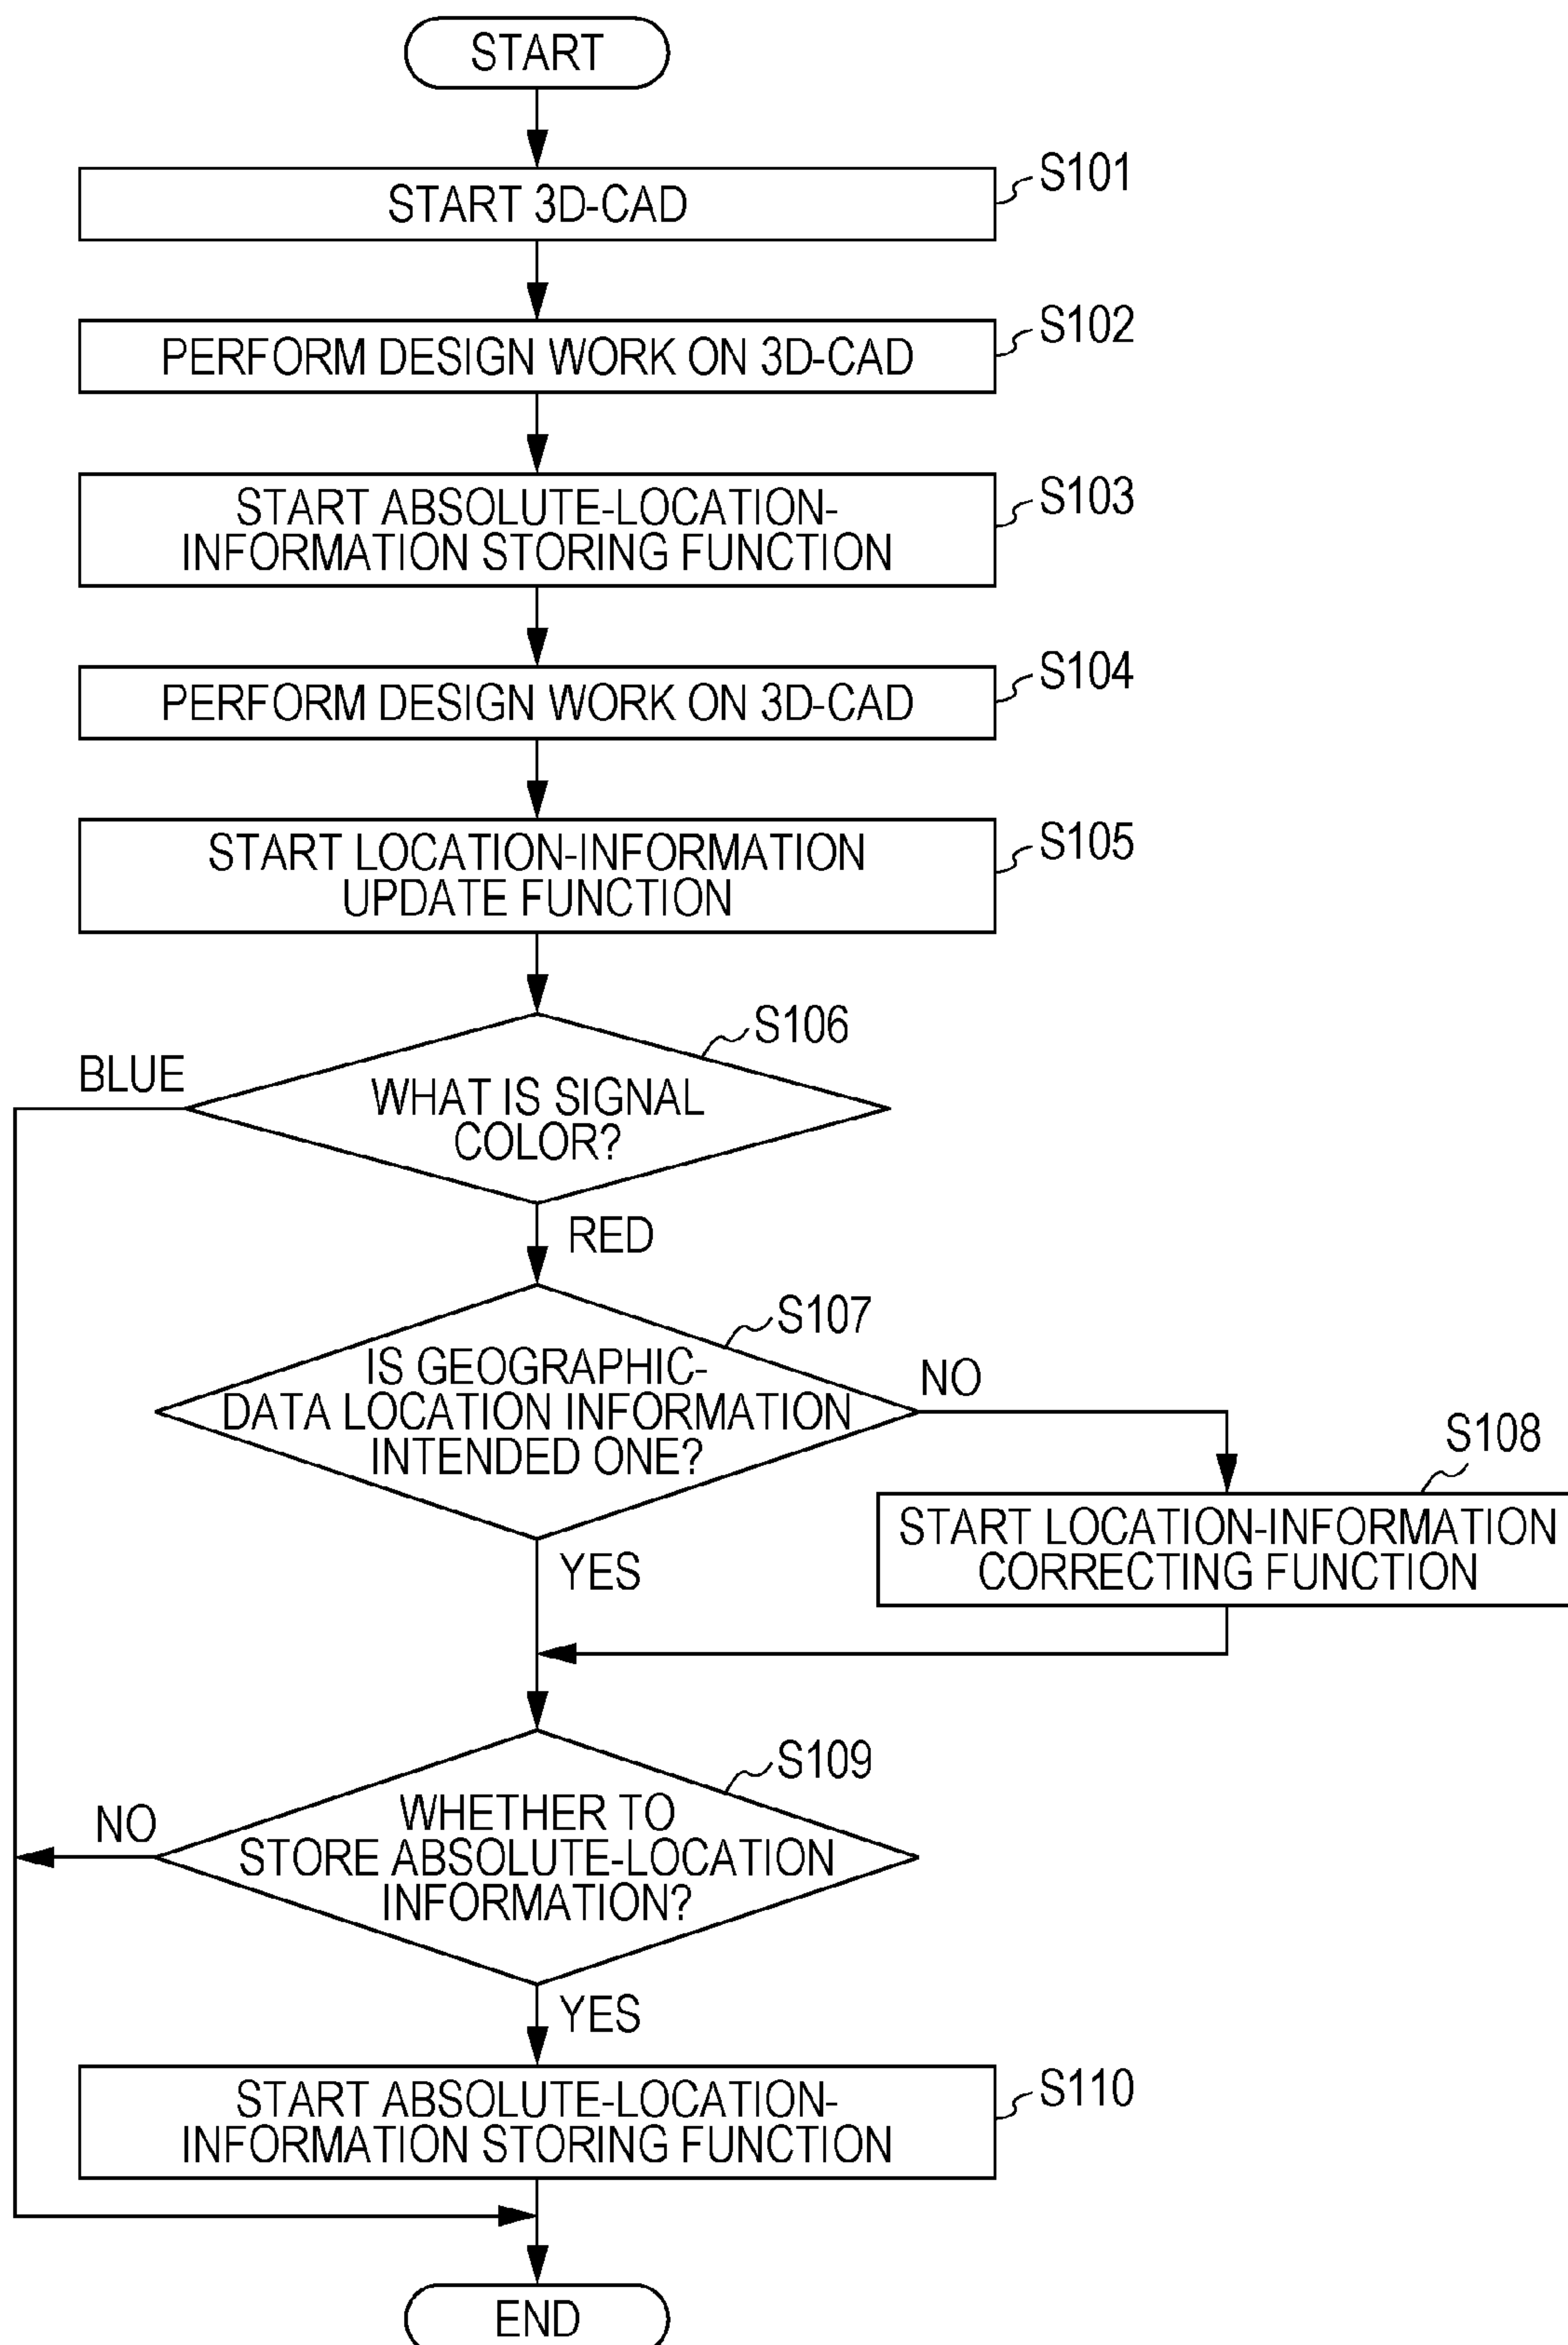 START
START 3D-CAD
S101
PERFORM DESIGN WORK ON 3D-CAD
S102
START ABSOLUTE-LOCATION-
INFORMATION STORING FUNCTION
S103
PERFORM DESIGN WORK ON 3D-CAD
S104
START LOCATION-INFORMATION
UPDATE FUNCTION
S105
S106
BLUE
WHAT IS SIGNAL
COLOR?
RED
S107
IS GEOGRAPHIC-
DATA LOCATION INFORMATION
INTENDED ONE?
NO
S108
START LOCATION-INFORMATION
CORRECTING FUNCTION
YES
S109
NO
WHETHER TO
STORE ABSOLUTE-LOCATION
INFORMATION?
YES
START ABSOLUTE-LOCATION-
INFORMATION STORING FUNCTION
S110
END